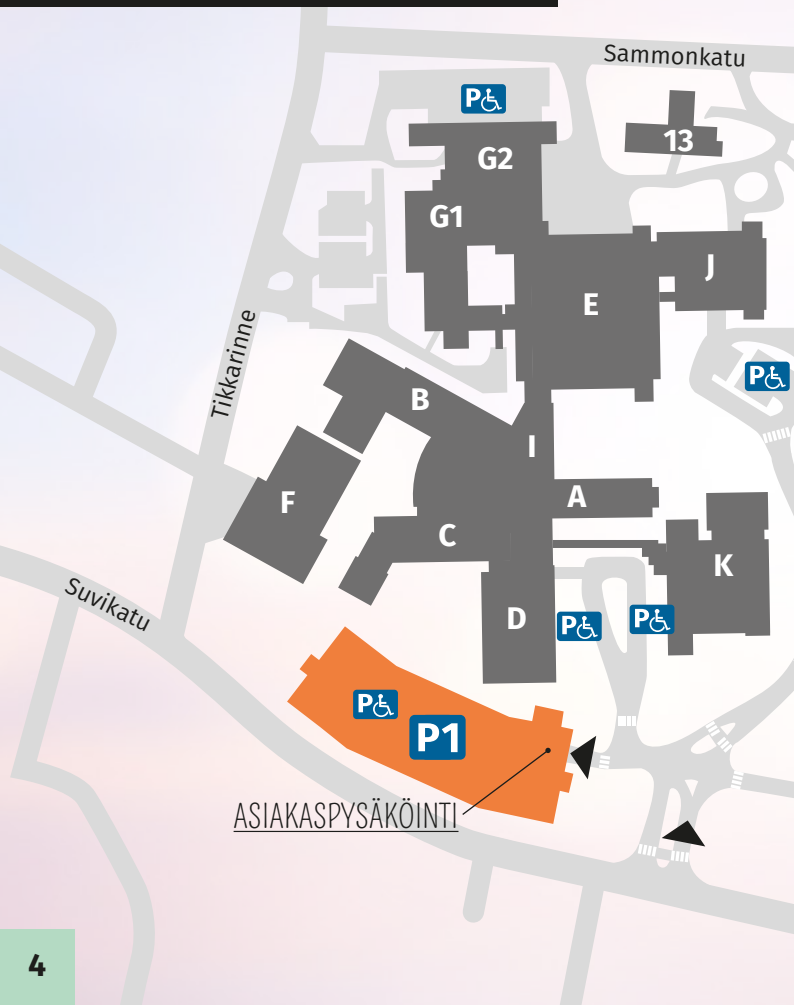 Sammonkatu
P♿
13
G2
G1
J
E
Tikkarinne
P♿
B
I
A
F
C
K
Suvikatu
D
P♿
P♿
P♿
P1
ASIAKASPYSÄKÖINTI
4